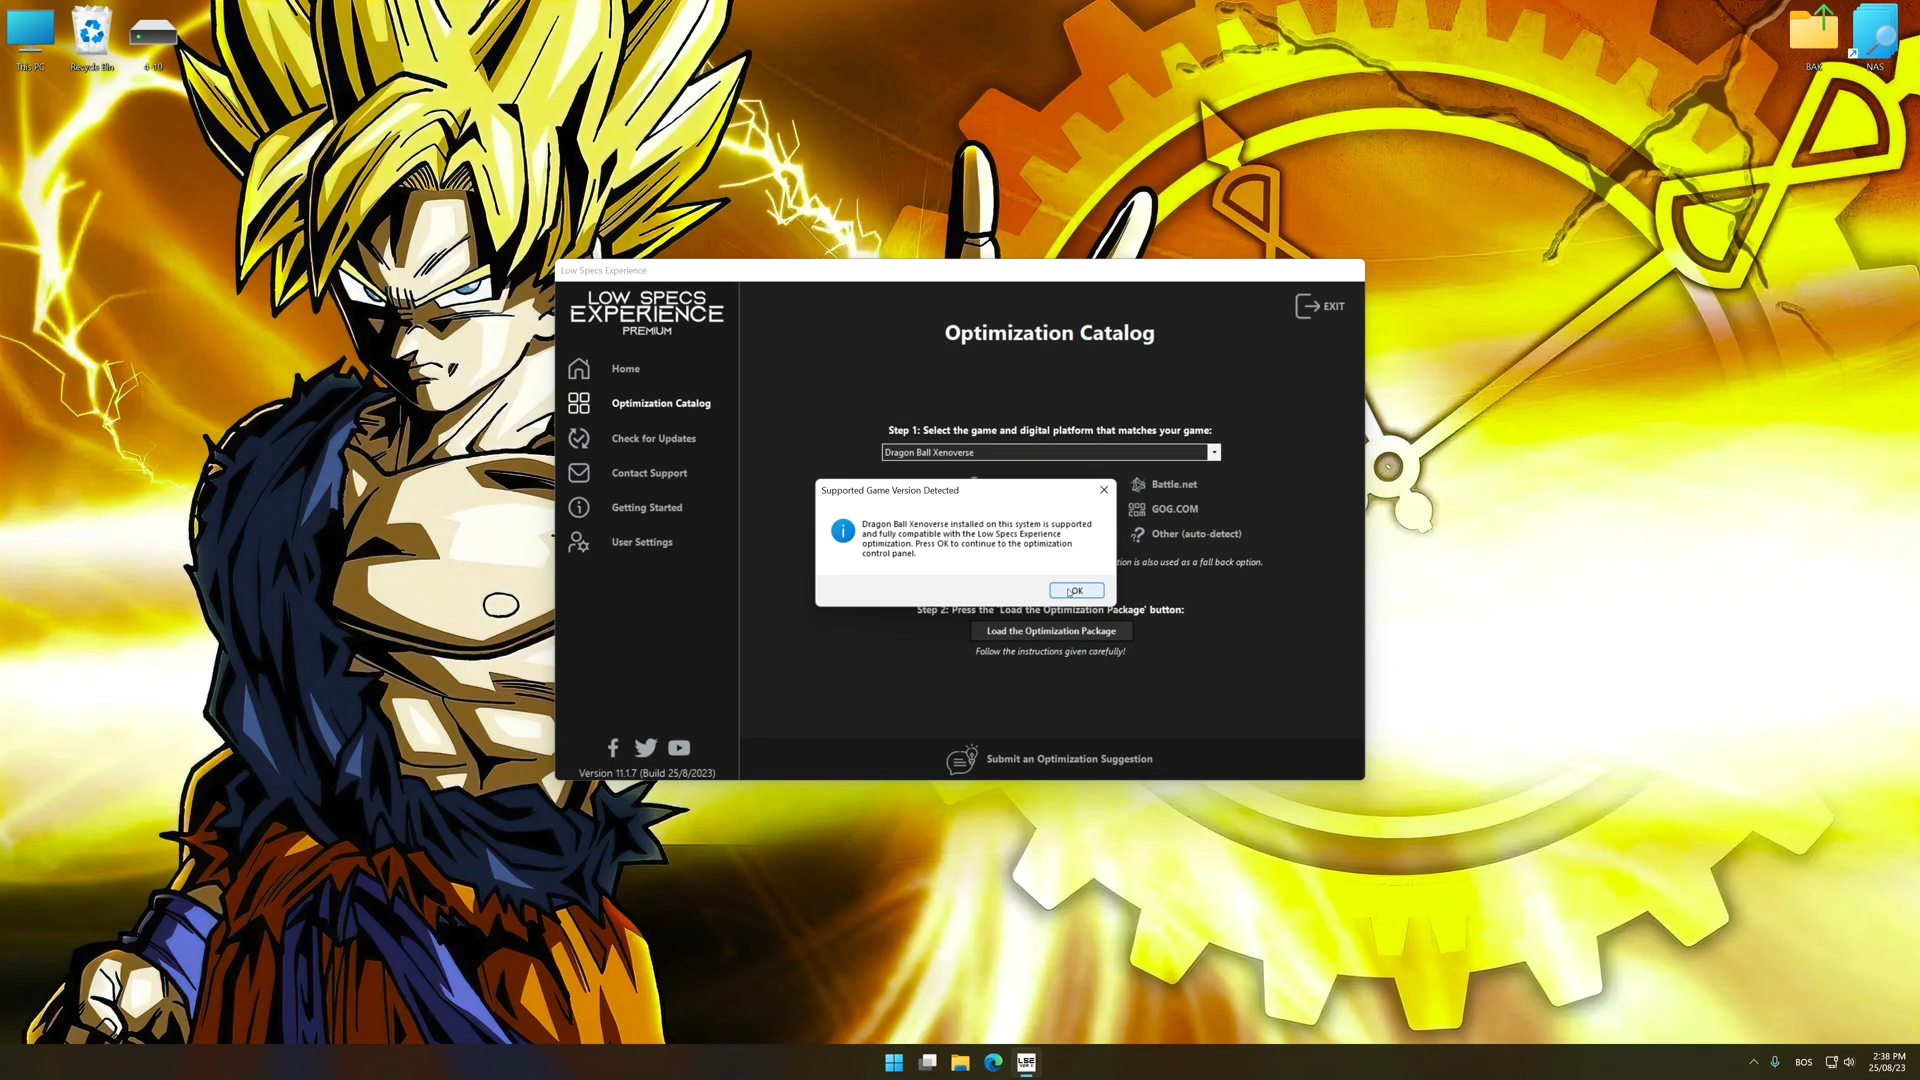 This PC
Recycle Bin
4-10
BAK
NAS
Low Specs Experience
LOW SPECS
EXPERIENCE
PREMIUM
Home
Optimization Catalog
Check for Updates
Contact Support
Getting Started
User Settings
Version 11.1.7 (Build 25/8/2023)
EXIT
Optimization Catalog
Step 1: Select the game and digital platform that matches your game:
Dragon Ball Xenoverse
Battle.net
GOG.COM
Other (auto-detect)
tion is also used as a fall back option.
Supported Game Version Detected
Dragon Ball Xenoverse installed on this system is supported
and fully compatible with the Low Specs Experience
optimization. Press OK to continue to the optimization
control panel.
OK
Step 2: Press the 'Load the Optimization Package' button:
Load the Optimization Package
Follow the instructions given carefully!
Submit an Optimization Suggestion
LSE
BOS
2:38 PM
25/08/23